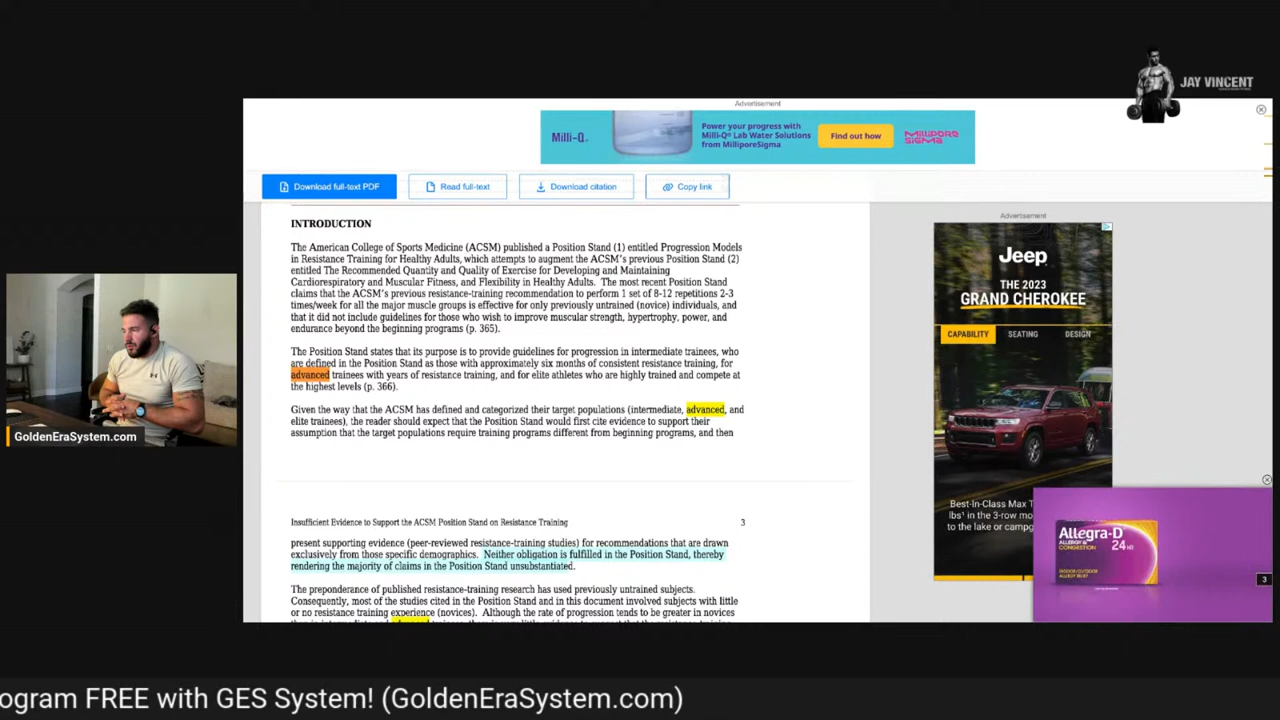 JAY VINCENT
Advertisement
Milli-Q®
Power your progress with
Milli-Q® Lab Water Solutions
from MilliporeSigma
Find out how
MILLIPORE
SIGMA
Download full-text PDF
Read full-text
Download citation
Copy link
INTRODUCTION
The American College of Sports Medicine (ACSM) published a Position Stand (1) entitled Progression Models
in Resistance Training for Healthy Adults, which attempts to augment the ACSM's previous Position Stand (2)
entitled The Recommended Quantity and Quality of Exercise for Developing and Maintaining
Cardiorespiratory and Muscular Fitness, and Flexibility in Healthy Adults. The most recent Position Stand
claims that the ACSM's previous resistance-training recommendation to perform 1 set of 8-12 repetitions 2-3
times/week for all the major muscle groups is effective for only previously untrained (novice) individuals, and
that it did not include guidelines for those who wish to improve muscular strength, hypertrophy, power, and
endurance beyond the beginning programs (p. 365).
The Position Stand states that its purpose is to provide guidelines for progression in intermediate trainees, who
are defined in the Position Stand as those with approximately six months of consistent resistance training, for
advanced trainees with years of resistance training, and for elite athletes who are highly trained and compete at
the highest levels (p. 366).
Given the way that the ACSM has defined and categorized their target populations (intermediate, advanced, and
elite trainees), the reader should expect that the Position Stand would first cite evidence to support their
assumption that the target populations require training programs different from beginning programs, and then
Insufficient Evidence to Support the ACSM Position Stand on Resistance Training 3
present supporting evidence (peer-reviewed resistance-training studies) for recommendations that are drawn
exclusively from those specific demographics. Neither obligation is fulfilled in the Position Stand, thereby
rendering the majority of claims in the Position Stand unsubstantiated.
The preponderance of published resistance-training research has used previously untrained subjects.
Consequently, most of the studies cited in the Position Stand and in this document involved subjects with little
or no resistance training experience (novices). Although the rate of progression tends to be greater in novices
Advertisement
Jeep
THE 2023
GRAND CHEROKEE
CAPABILITY SEATING DESIGN
Best-In-Class Max T
lbs¹ in the 3-row mo
to the lake or campg
Allegra-D
ALLERGY &
CONGESTION
24HR
3
GoldenEraSystem.com
ogram FREE with GES System! (GoldenEraSystem.com)